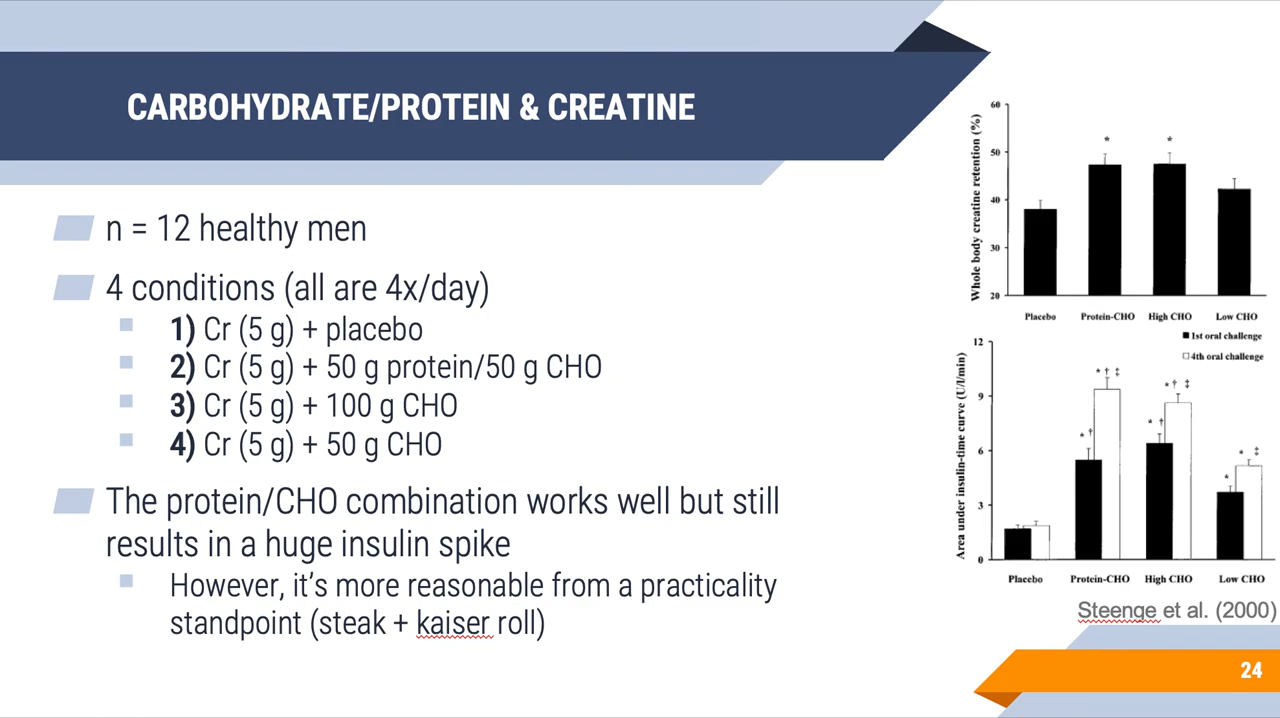 CARBOHYDRATE/PROTEIN & CREATINE
n = 12 healthy men
4 conditions (all are 4x/day)
1) Cr (5 g) + placebo
2) Cr (5 g) + 50 g protein/50 g CHO
3) Cr (5 g) + 100 g CHO
4) Cr (5 g) + 50 g CHO
The protein/CHO combination works well but still
results in a huge insulin spike
However, it's more reasonable from a practicality
standpoint (steak + kaiser roll)
Whole body creatine retention (%)
60
50
40
30
20
* *
Placebo Protein-CHO High CHO Low CHO
1st oral challenge
4th oral challenge
Area under insulin-time curve (U/l/min)
12
9
6
3
0
* † * † ‡ * † * † ‡ * * ‡
Placebo Protein-CHO High CHO Low CHO
Steenge et al. (2000)
24